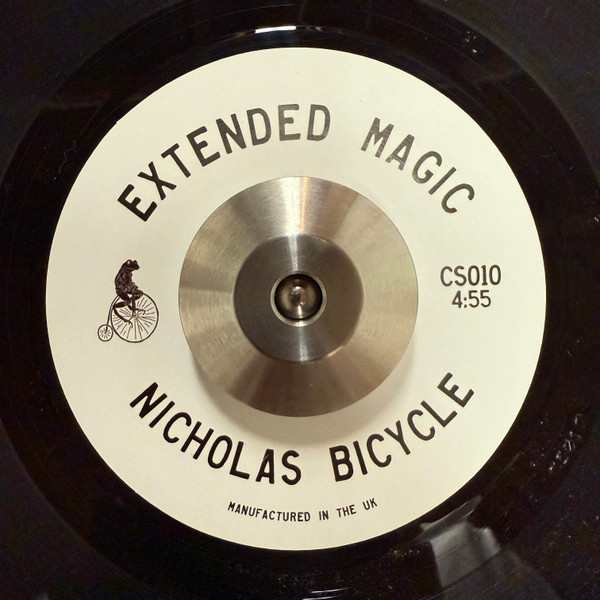 EXTENDED MAGIC
CS010
4:55
NICHOLAS BICYCLE
MANUFACTURED IN THE UK